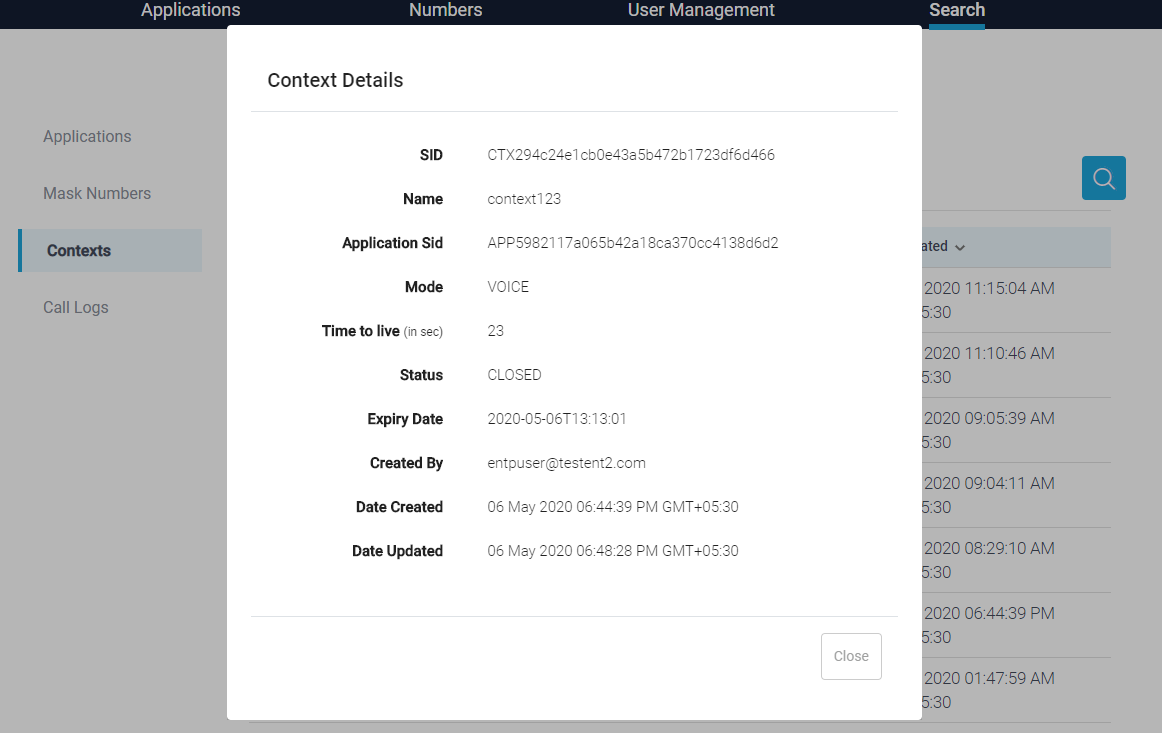 Applications Numbers User Management Search
Context Details
Applications
Mask Numbers
Contexts
Call Logs
SID CTX294c24e1cb0e43a5b472b1723df6d466
Name context123
Application Sid APP5982117a065b42a18ca370cc4138d6d2
Mode VOICE
Time to live (in sec) 23
Status CLOSED
Expiry Date 2020-05-06T13:13:01
Created By entpuser@testent2.com
Date Created 06 May 2020 06:44:39 PM GMT+05:30
Date Updated 06 May 2020 06:48:28 PM GMT+05:30
Close
ated
2020 11:15:04 AM
5:30
2020 11:10:46 AM
5:30
2020 09:05:39 AM
5:30
2020 09:04:11 AM
5:30
2020 08:29:10 AM
5:30
2020 06:44:39 PM
5:30
2020 01:47:59 AM
5:30